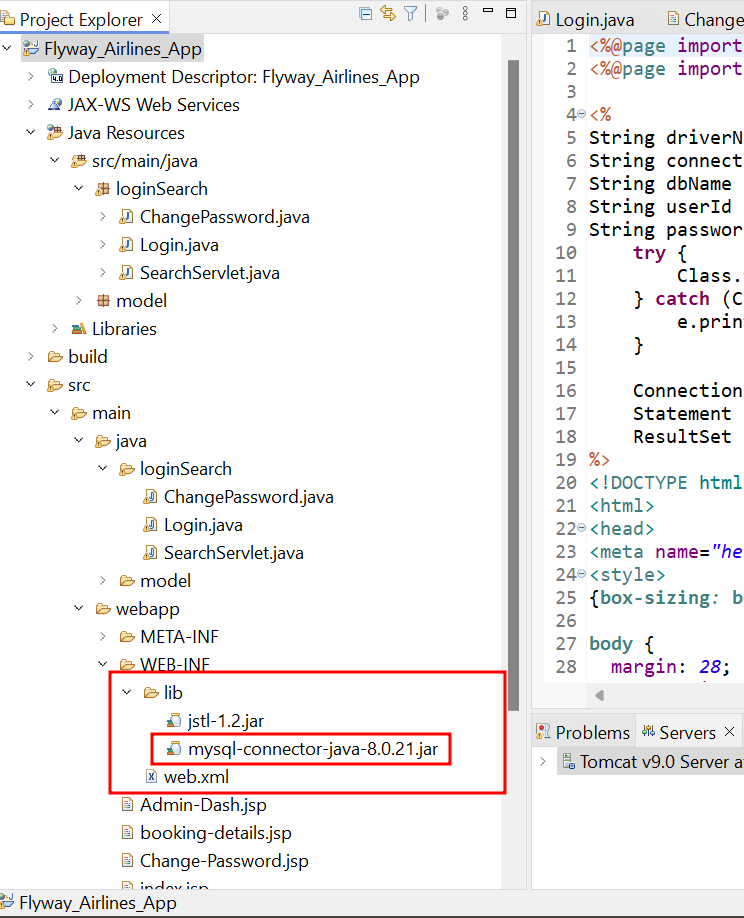 Project Explorer
Flyway_Airlines_App
Deployment Descriptor: Flyway_Airlines_App
JAX-WS Web Services
Java Resources
src/main/java
loginSearch
ChangePassword.java
Login.java
SearchServlet.java
model
Libraries
build
src
main
java
loginSearch
ChangePassword.java
Login.java
SearchServlet.java
model
webapp
META-INF
WEB-INF
lib
jstl-1.2.jar
mysql-connector-java-8.0.21.jar
web.xml
Admin-Dash.jsp
booking-details.jsp
Change-Password.jsp
index.jsp
Flyway_Airlines_App
Login.java Change
1 <%@page import
2 <%@page import
3
4 <%
5 String driverN
6 String connect
7 String dbName
8 String userId
9 String passwor
10 try {
11 Class.
12 } catch (C
13 e.prin
14 }
15
16 Connection
17 Statement
18 ResultSet
19 %>
20 <!DOCTYPE html
21 <html>
22 <head>
23 <meta name="he
24 <style>
25 {box-sizing: b
26
27 body {
28 margin: 28;
Problems Servers
Tomcat v9.0 Server a